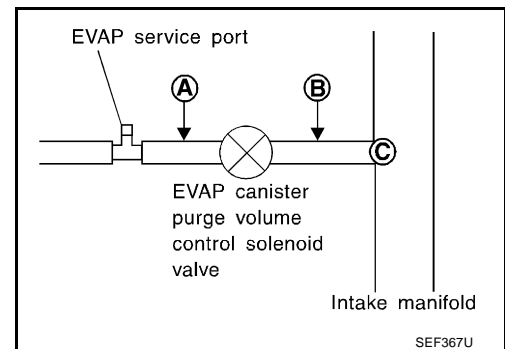 EVAP service port
A
B
C
EVAP canister
purge volume
control solenoid
valve
Intake manifold
SEF367U